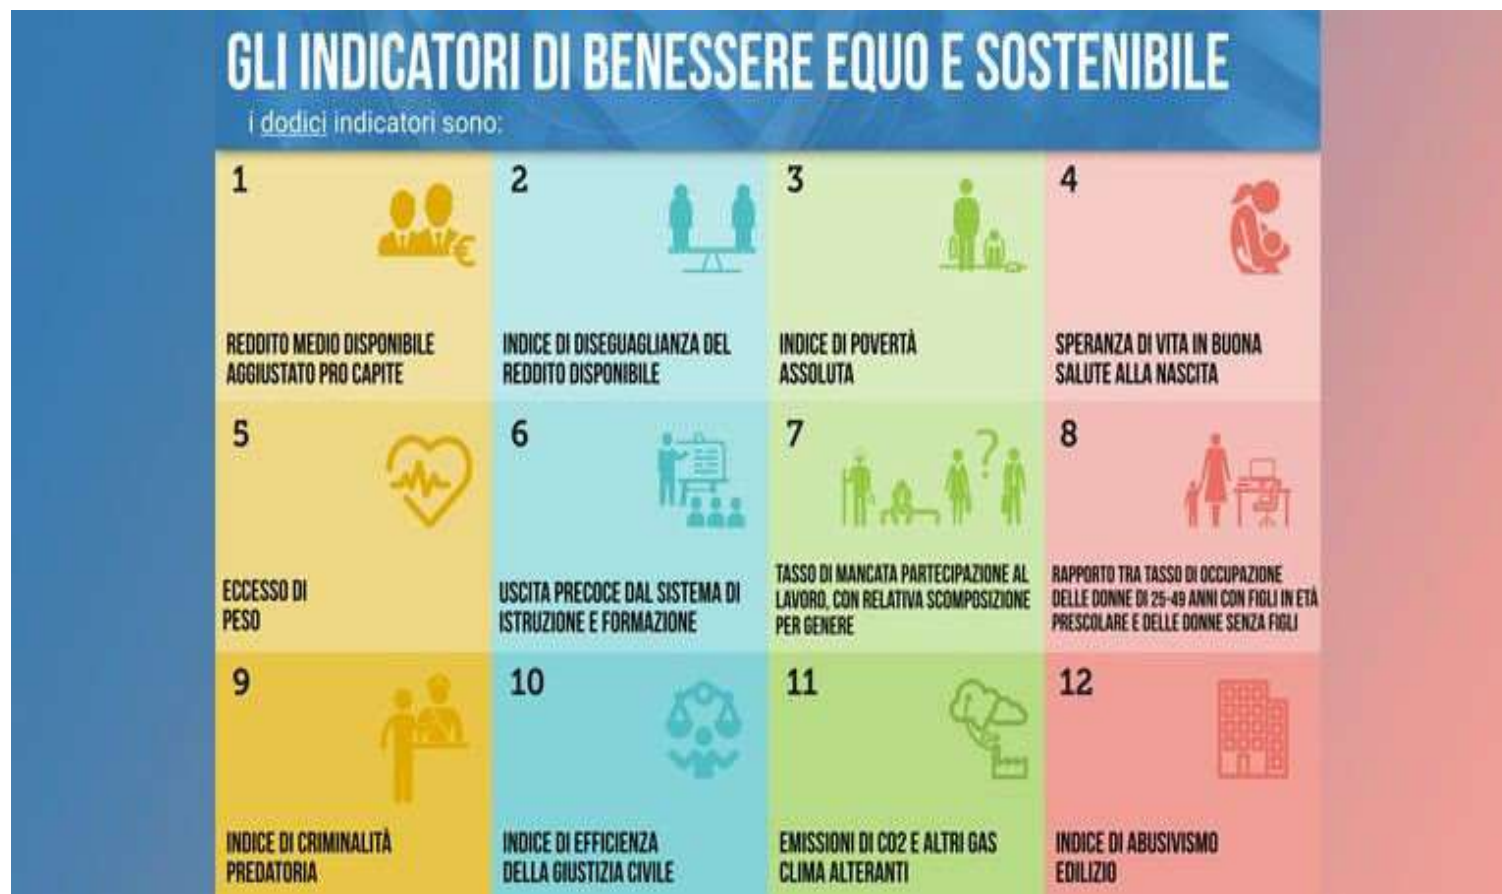 GLI INDICATORI DI BENESSERE EQUO E SOSTENIBILE
i dodici indicatori sono:
1
REDDITO MEDIO DISPONIBILE
AGGIUSTATO PRO CAPITE
2
INDICE DI DISEGUAGLIANZA DEL
REDDITO DISPONIBILE
3
INDICE DI POVERTÀ
ASSOLUTA
4
SPERANZA DI VITA IN BUONA
SALUTE ALLA NASCITA
5
ECCESSO DI
PESO
6
USCITA PRECOCE DAL SISTEMA DI
ISTRUZIONE E FORMAZIONE
7
?
TASSO DI MANCATA PARTECIPAZIONE AL
LAVORO, CON RELATIVA SCOMPOSIZIONE
PER GENERE
8
RAPPORTO TRA TASSO DI OCCUPAZIONE
DELLE DONNE DI 25-49 ANNI CON FIGLI IN ETÀ
PRESCOLARE E DELLE DONNE SENZA FIGLI
9
INDICE DI CRIMINALITÀ
PREDATORIA
10
INDICE DI EFFICIENZA
DELLA GIUSTIZIA CIVILE
11
EMISSIONI DI CO2 E ALTRI GAS
CLIMA ALTERANTI
12
INDICE DI ABUSIVISMO
EDILIZIO